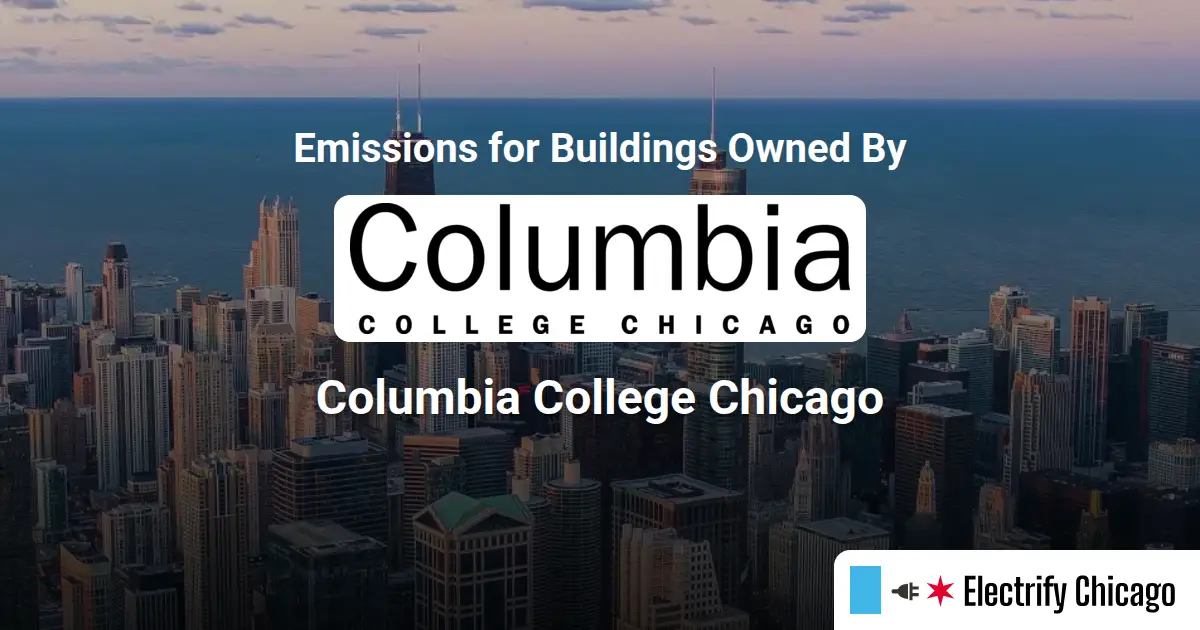 Emissions for Buildings Owned By
Columbia
COLLEGE CHICAGO
Columbia College Chicago
Electrify Chicago